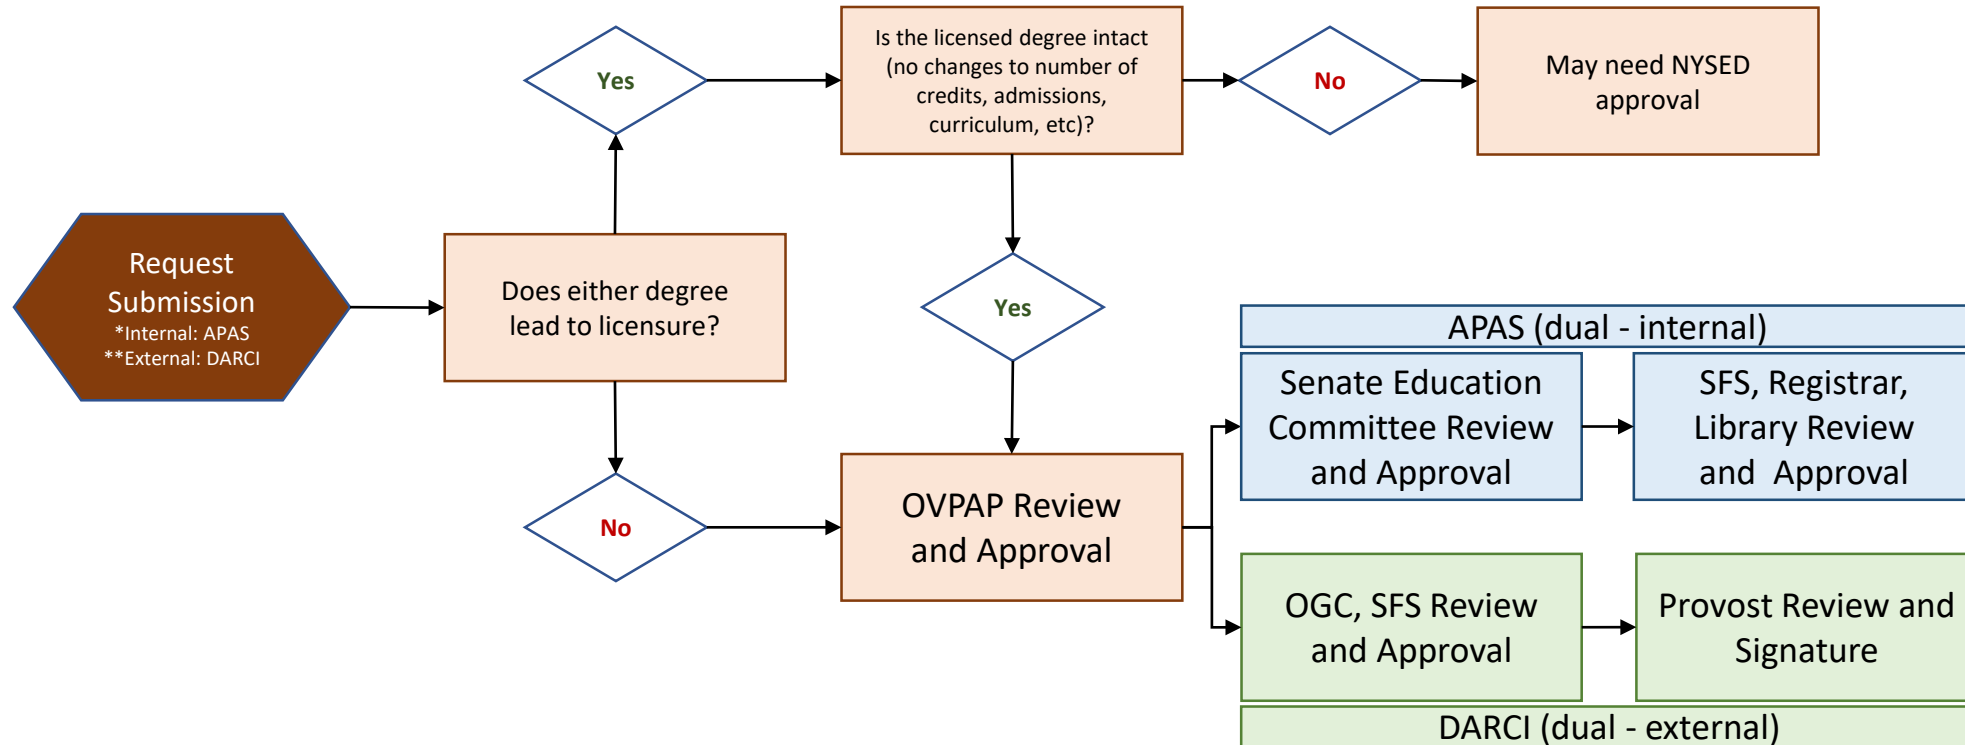 Request
Submission
*Internal: APAS
**External: DARCI
Does either degree
lead to licensure?
Yes
Is the licensed degree intact
(no changes to number of
credits, admissions,
curriculum, etc)?
No
May need NYSED
approval
Yes
No
OVPAP Review
and Approval
APAS (dual - internal)
Senate Education
Committee Review
and Approval
SFS, Registrar,
Library Review
and Approval
OGC, SFS Review
and Approval
Provost Review and
Signature
DARCI (dual - external)